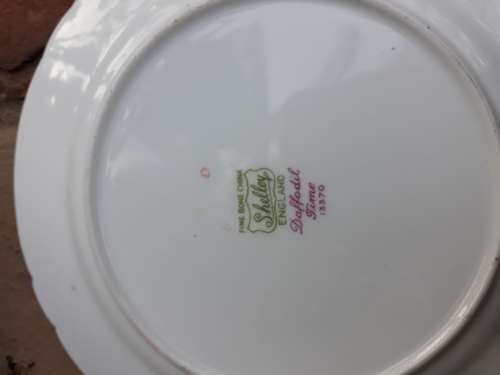 FINE BONE CHINA
Shelley
ENGLAND
Daffodil
Time
13370